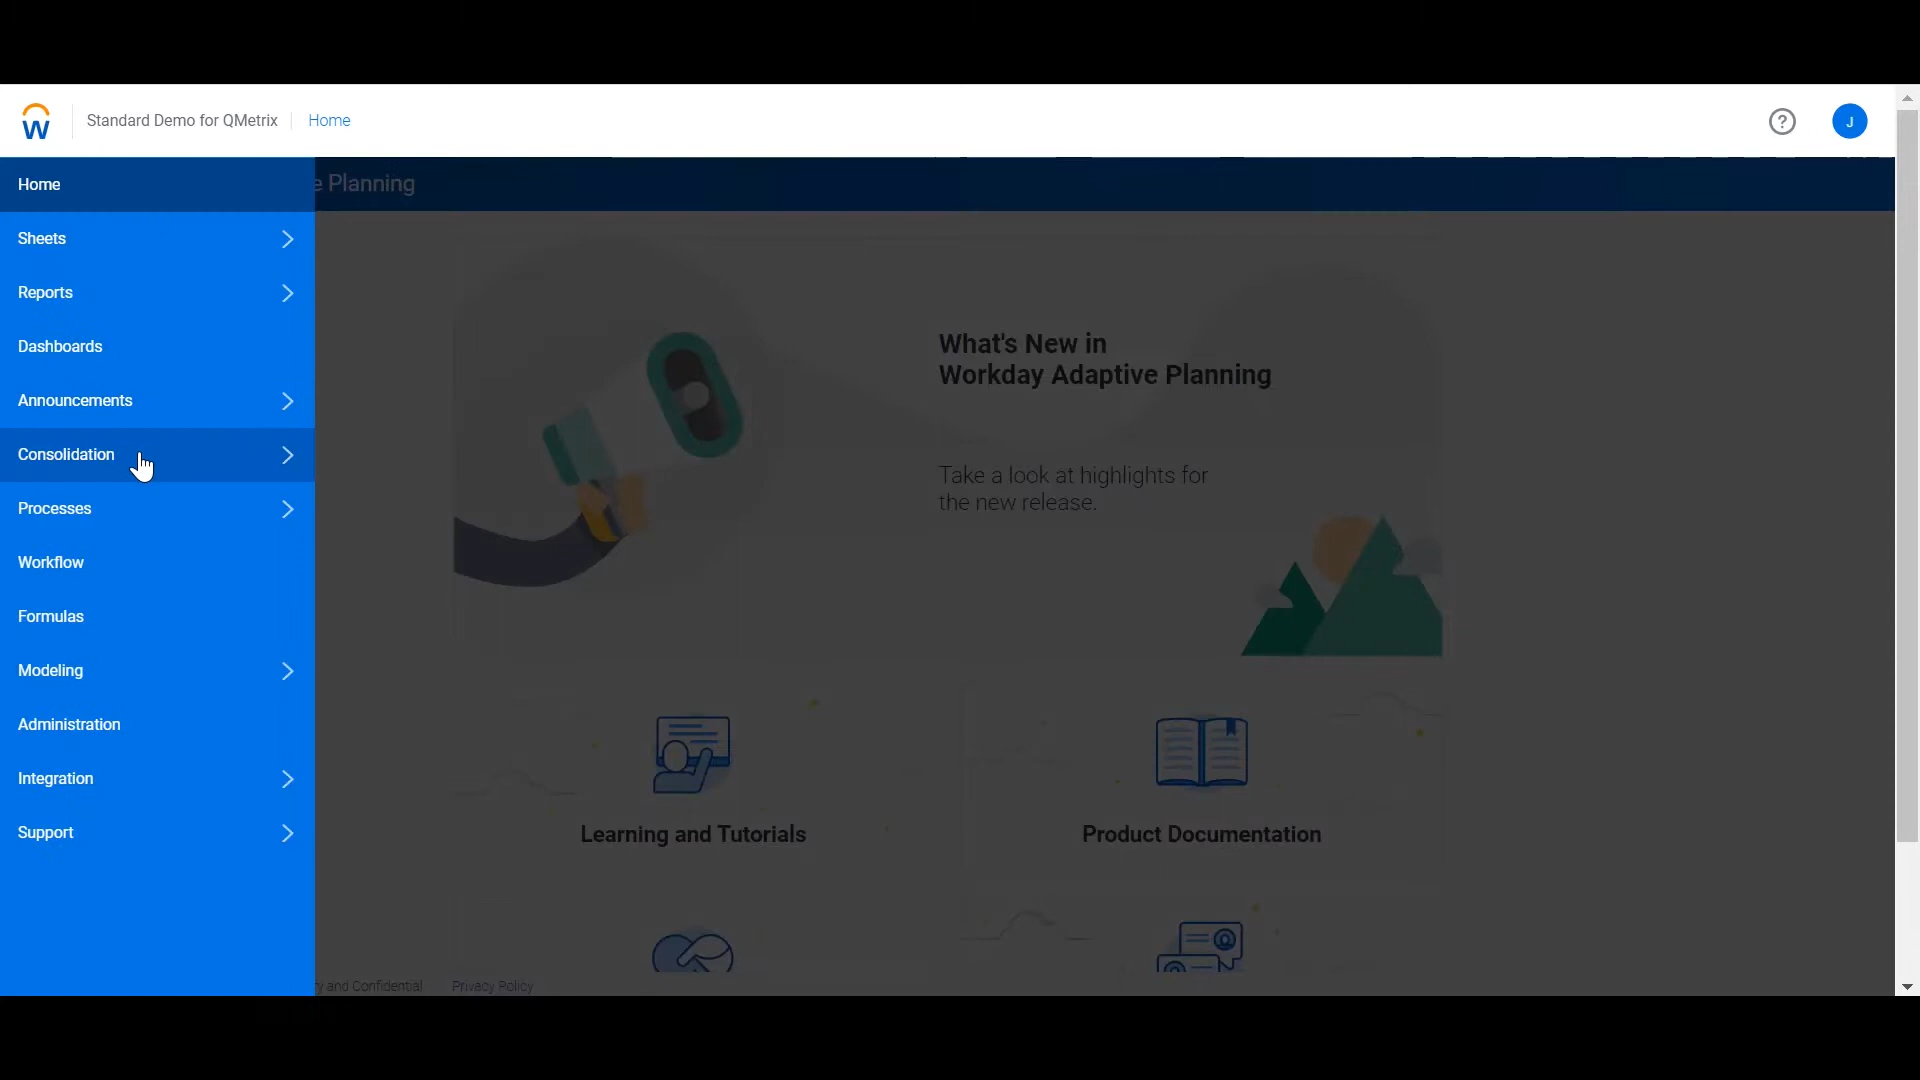 Standard Demo for QMetrix
Home
J
Home
e Planning
Sheets
Reports
Dashboards
Announcements
Consolidation
Processes
Workflow
Formulas
Modeling
Administration
Integration
Support
What's New in
Workday Adaptive Planning
Take a look at highlights for
the new release.
Learning and Tutorials
Product Documentation
y and Confidential
Privacy Policy